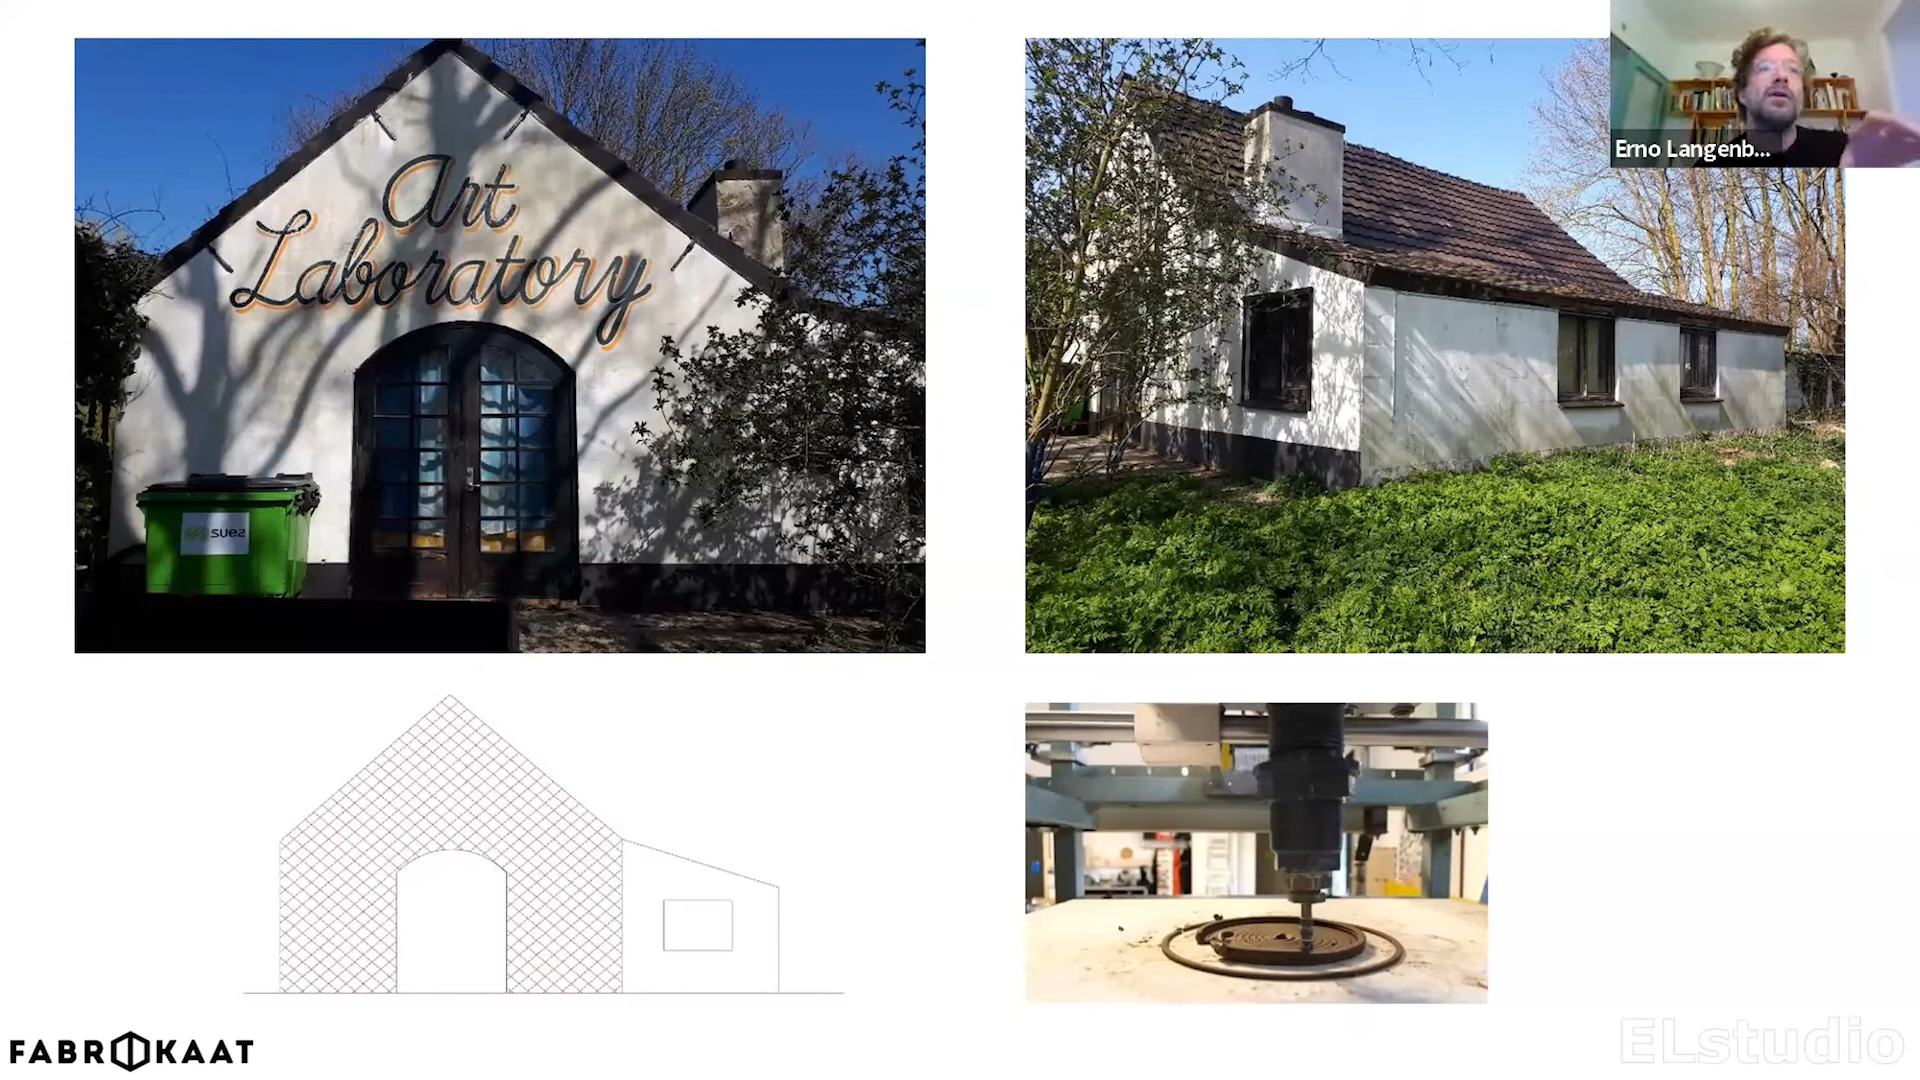 Art
Laboratory
suez
Erno Langenb...
FABRIKAAT
ELstudio